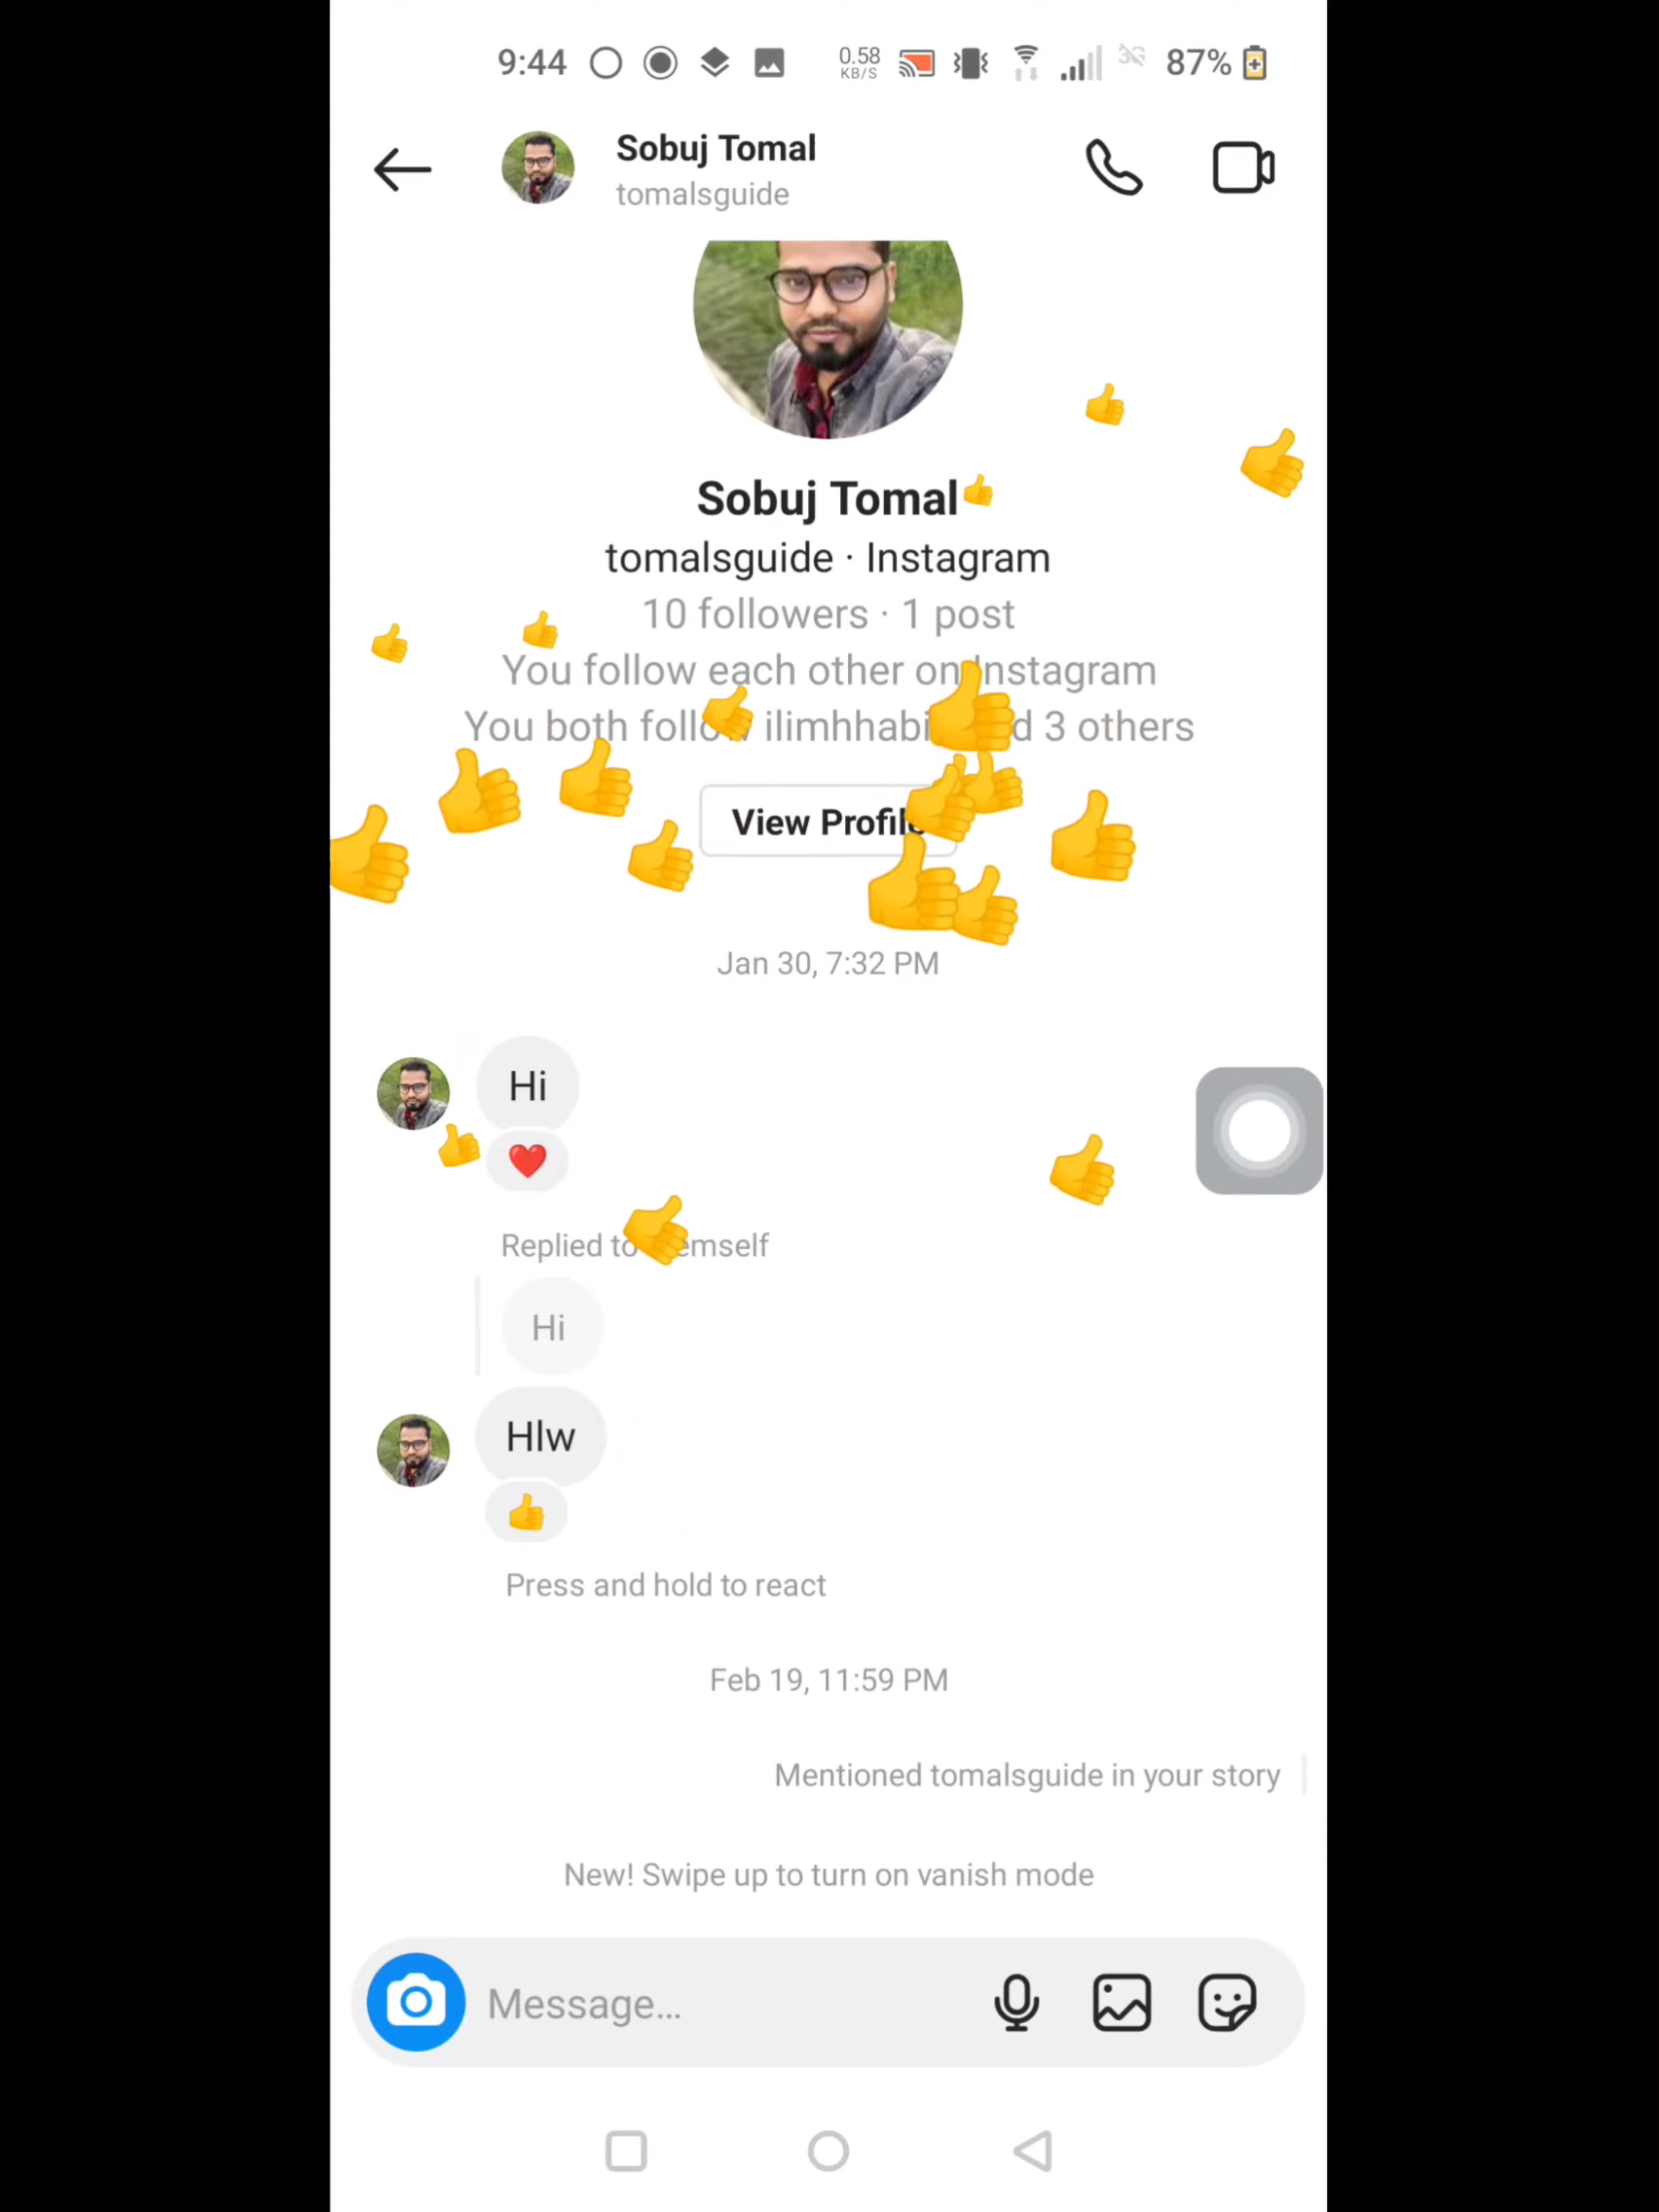 9:44 0.58 KB/S 3G 87%
Sobuj Tomal
tomalsguide
Sobuj Tomal
tomalsguide · Instagram
10 followers · 1 post
You follow each other on Instagram
You both follow ilimhhabi 3 others
View Profile
Jan 30, 7:32 PM
Hi
Replied to themself
Hi
Hlw
Press and hold to react
Feb 19, 11:59 PM
Mentioned tomalsguide in your story
New! Swipe up to turn on vanish mode
Message...